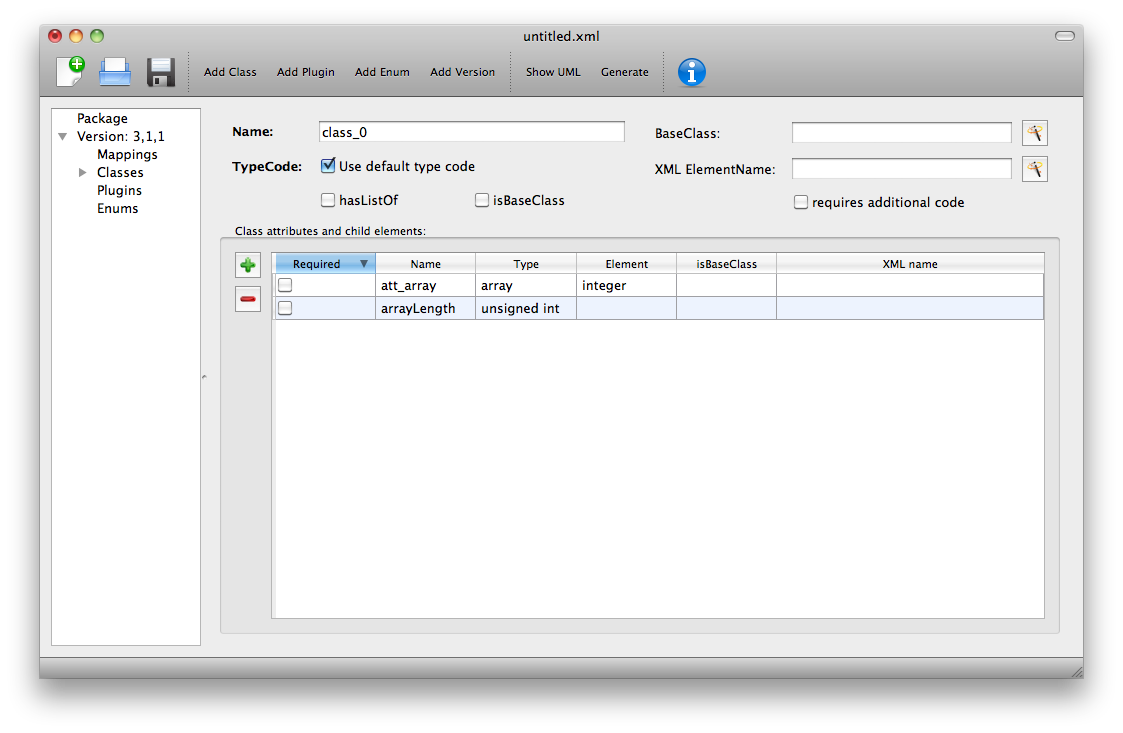 untitled.xml
Add Class Add Plugin Add Enum Add Version Show UML Generate
Package
Version: 3,1,1
Mappings
Classes
Plugins
Enums
Name: class_0 BaseClass:
TypeCode: Use default type code XML ElementName:
hasListOf isBaseClass requires additional code
Class attributes and child elements:
Required Name Type Element isBaseClass XML name
att_array array integer
arrayLength unsigned int